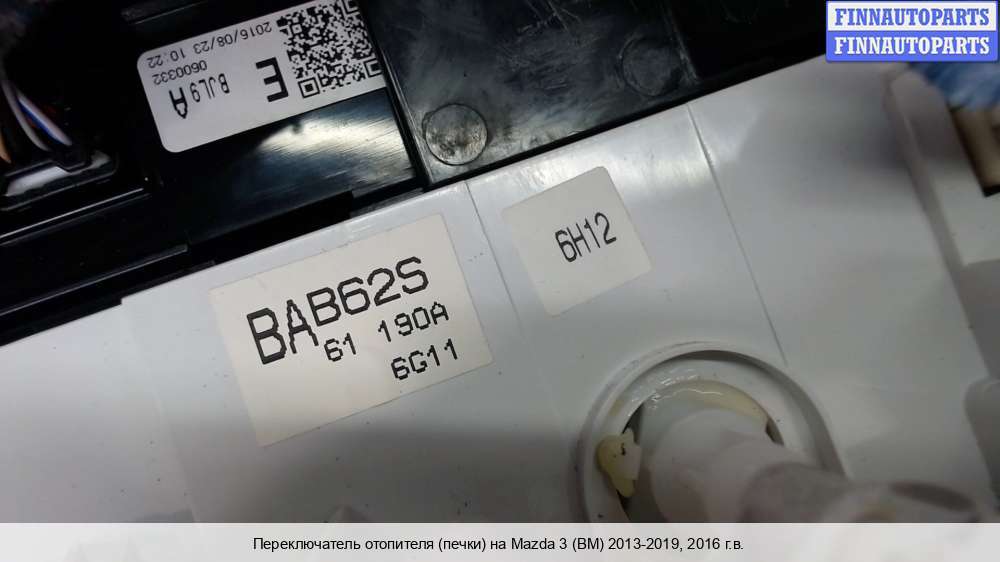 FINNAUTOPARTS
FINNAUTOPARTS
2016/08/23 10:22
0600332
BJL9 A
E
6H12
BAB62S
61 190A
6G11
Переключатель отопителя (печки) на Mazda 3 (BM) 2013-2019, 2016 г.в.